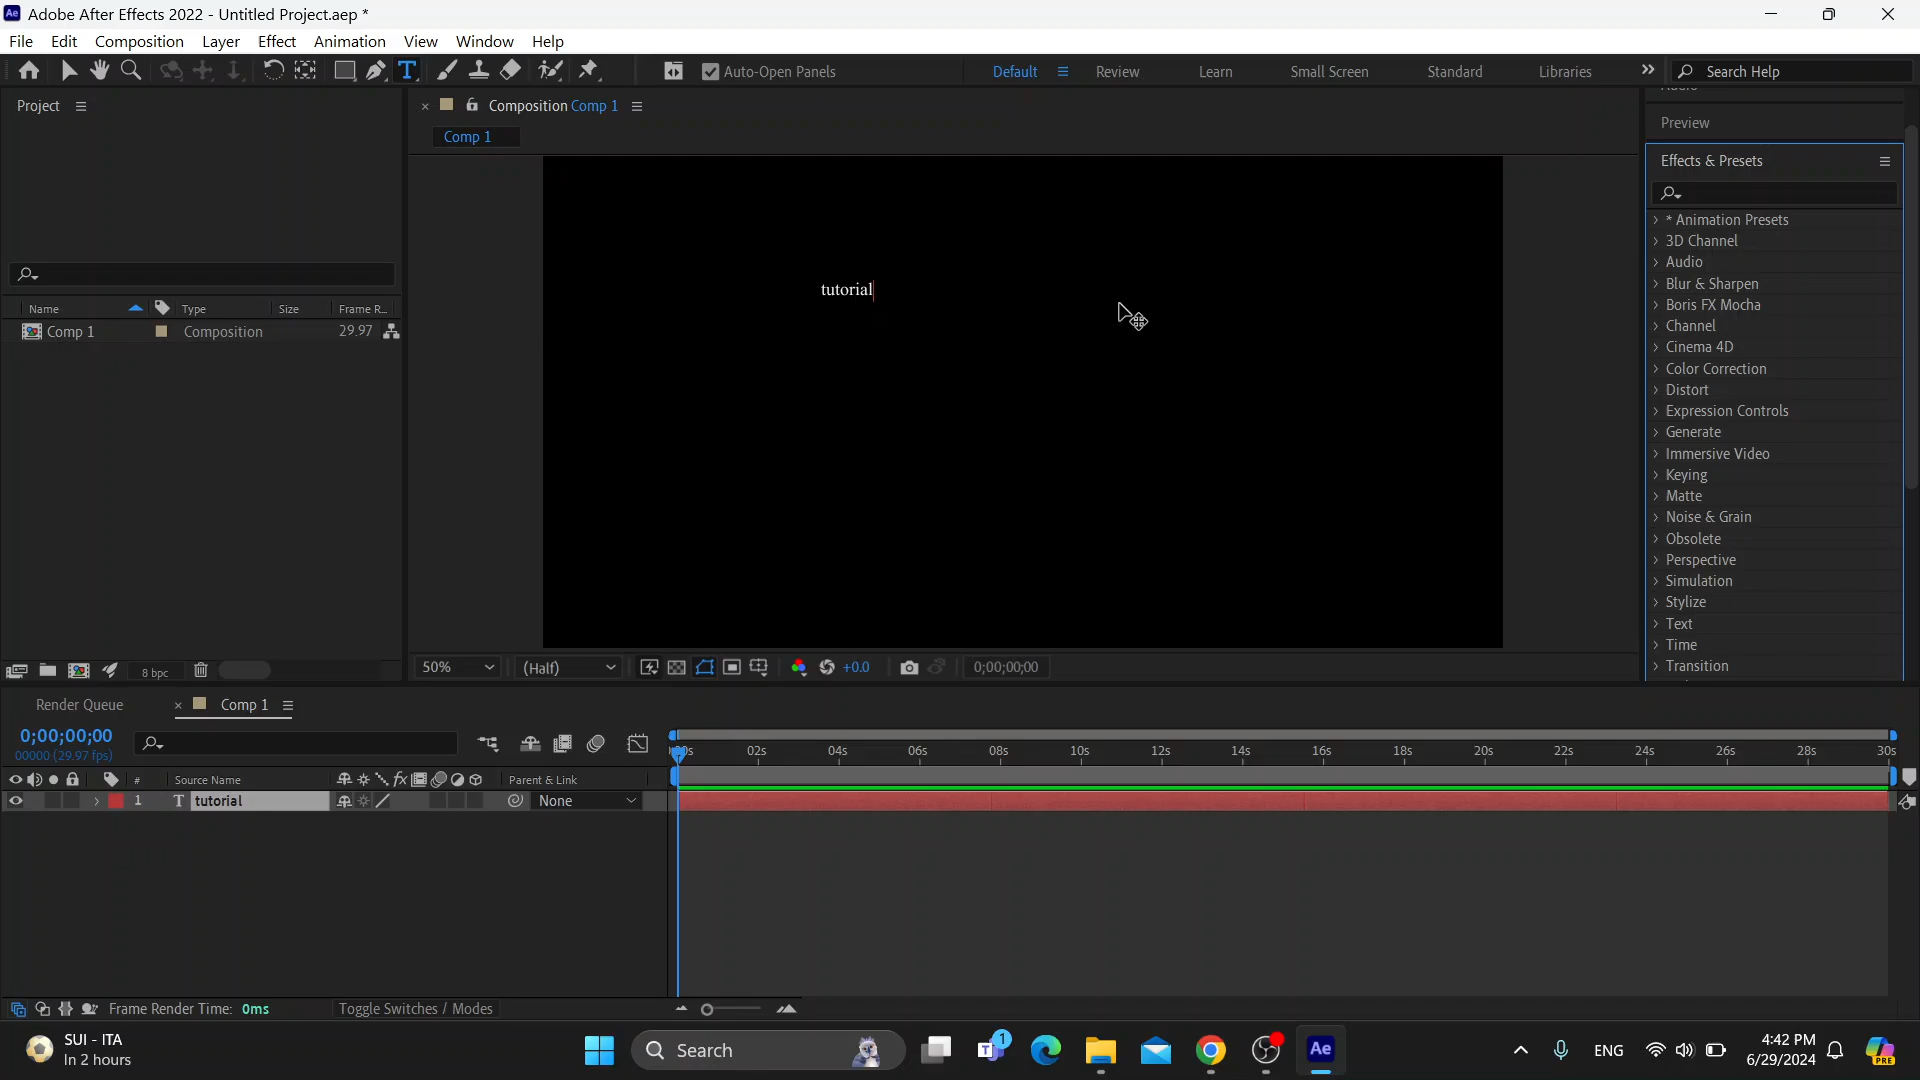 Ae Adobe After Effects 2022 - Untitled Project.aep *
File Edit Composition Layer Effect Animation View Window Help
T Auto-Open Panels Default Review Learn Small Screen Standard Libraries Search Help
Project
Name Type Size Frame R...
Comp 1 Composition 29.97
8 bpc
Composition Comp 1
Comp 1
tutorial
50% (Half) +0.0 0;00;00;00
Audio
Preview
Effects & Presets
* Animation Presets
3D Channel
Audio
Blur & Sharpen
Boris FX Mocha
Channel
Cinema 4D
Color Correction
Distort
Expression Controls
Generate
Immersive Video
Keying
Matte
Noise & Grain
Obsolete
Perspective
Simulation
Stylize
Text
Time
Transition
Render Queue Comp 1
0;00;00;00
00000 (29.97 fps)
02s 04s 06s 08s 10s 12s 14s 16s 18s 20s 22s 24s 26s 28s 30s
# Source Name fx Parent & Link
1 T tutorial None
Frame Render Time: 0ms Toggle Switches / Modes
SUI - ITA
In 2 hours
Search
1
Ae
ENG
4:42 PM
6/29/2024
PRE